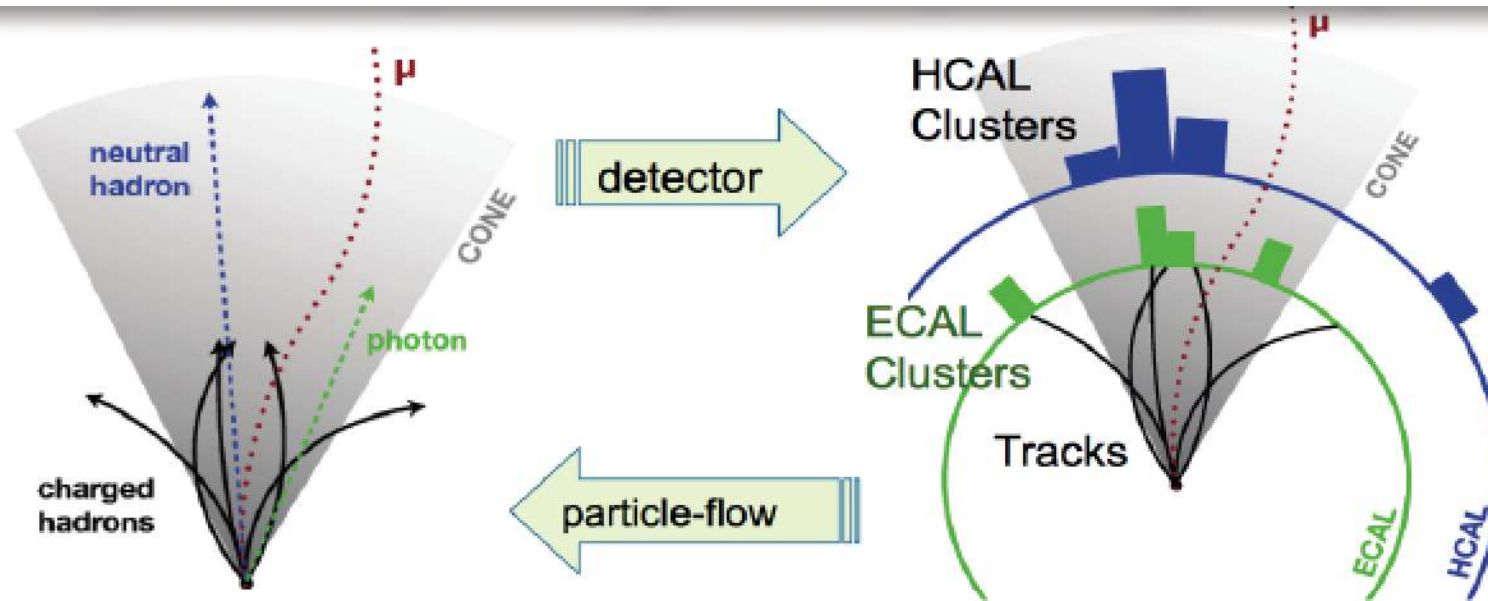 μ
neutral
hadron
CONE
photon
charged
hadrons
detector
particle-flow
μ
HCAL
Clusters
CONE
ECAL
Clusters
Tracks
ECAL
HCAL